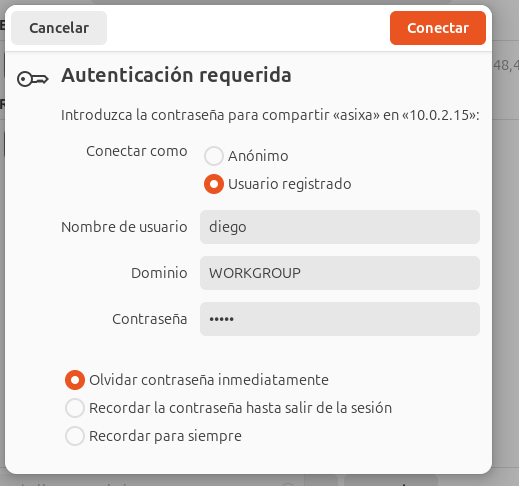 Cancelar
Conectar
Autenticación requerida
48,4
Introduzca la contraseña para compartir «asixa» en «10.0.2.15»:
Conectar como
Anónimo
Usuario registrado
Nombre de usuario diego
Dominio WORKGROUP
Contraseña •••••
Olvidar contraseña inmediatamente
Recordar la contraseña hasta salir de la sesión
Recordar para siempre